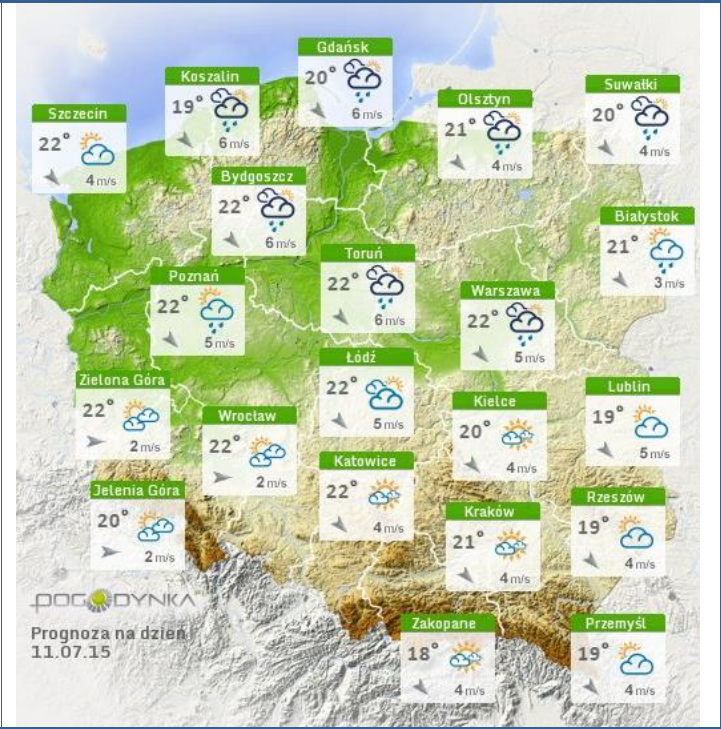 Gdańsk
20°
6 m/s
Koszalin
19°
6 m/s
Suwałki
20°
4 m/s
Olsztyn
21°
4 m/s
Szczecin
22°
4 m/s
Bydgoszcz
22°
6 m/s
Białystok
21°
3 m/s
Toruń
22°
6 m/s
Poznań
22°
5 m/s
Warszawa
22°
5 m/s
Łódź
22°
5 m/s
Zielona Góra
22°
2 m/s
Lublin
19°
5 m/s
Kielce
20°
4 m/s
Wrocław
22°
2 m/s
Katowice
22°
4 m/s
Jelenia Góra
20°
2 m/s
Rzeszów
19°
4 m/s
Kraków
21°
4 m/s
POGODYNKA
Prognoza na dzień
11.07.15
Zakopane
18°
4 m/s
Przemyśl
19°
4 m/s